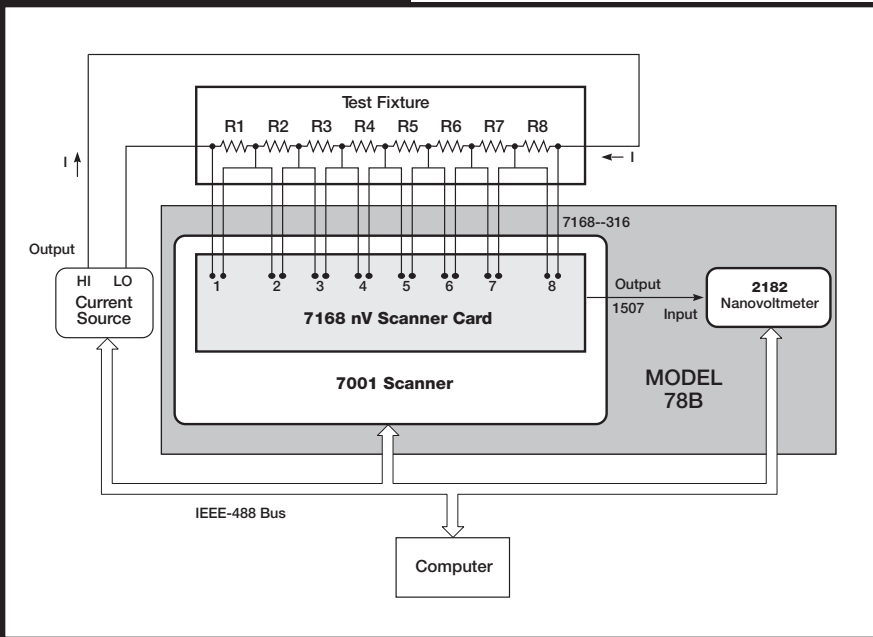 Test Fixture
R1 R2 R3 R4 R5 R6 R7 R8
I
I
7168--316
Output
HI LO
Current
Source
1 2 3 4 5 6 7 8
7168 nV Scanner Card
7001 Scanner
Output
1507
Input
2182
Nanovoltmeter
MODEL
78B
IEEE-488 Bus
Computer